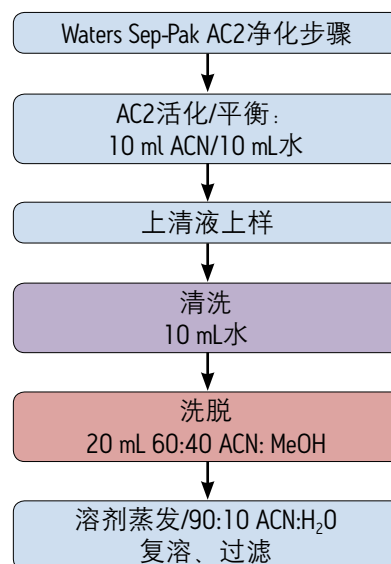 Waters Sep-Pak AC2净化步骤
AC2活化/平衡：
10 ml ACN/10 mL水
上清液上样
清洗
10 mL水
洗脱
20 mL 60:40 ACN: MeOH
溶剂蒸发/90:10 ACN:H₂O
复溶、过滤